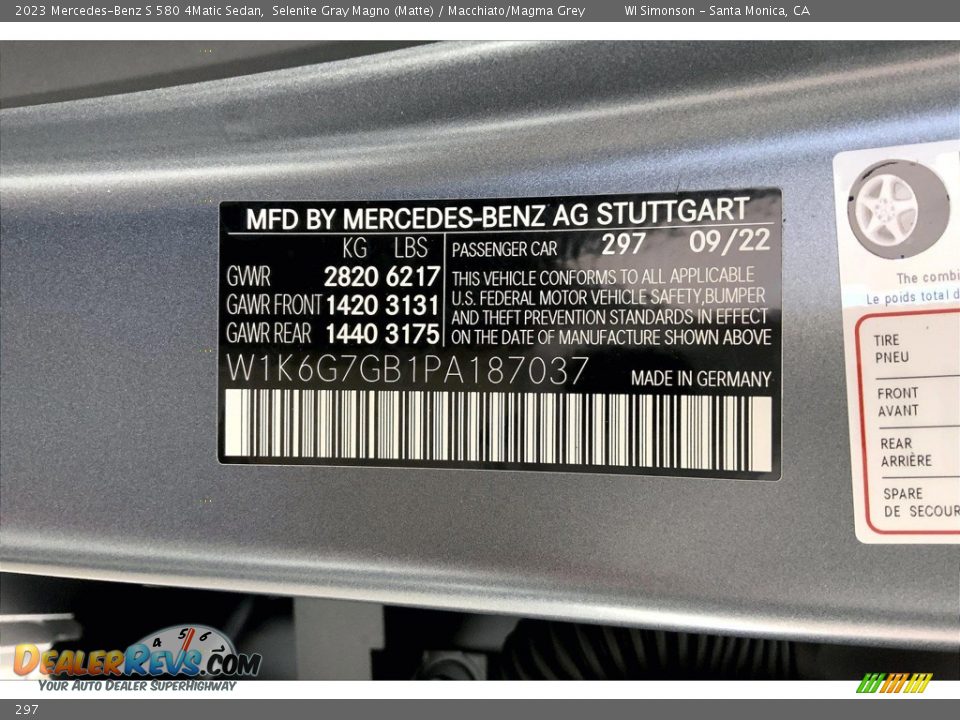 2023 Mercedes-Benz S 580 4Matic Sedan, Selenite Gray Magno (Matte) / Macchiato/Magma Grey WI Simonson - Santa Monica, CA
MFD BY MERCEDES-BENZ AG STUTTGART
KG LBS
GVWR 2820 6217
GAWR FRONT 1420 3131
GAWR REAR 1440 3175
PASSENGER CAR 297 09/22
THIS VEHICLE CONFORMS TO ALL APPLICABLE
U.S. FEDERAL MOTOR VEHICLE SAFETY,BUMPER
AND THEFT PREVENTION STANDARDS IN EFFECT
ON THE DATE OF MANUFACTURE SHOWN ABOVE
W1K6G7GB1PA187037
MADE IN GERMANY
The combi
Le poids total d
TIRE
PNEU
FRONT
AVANT
REAR
ARRIÈRE
SPARE
DE SECOUR
4 5 6
DEALERREVS.COM
YOUR AUTO DEALER SUPERHIGHWAY
297